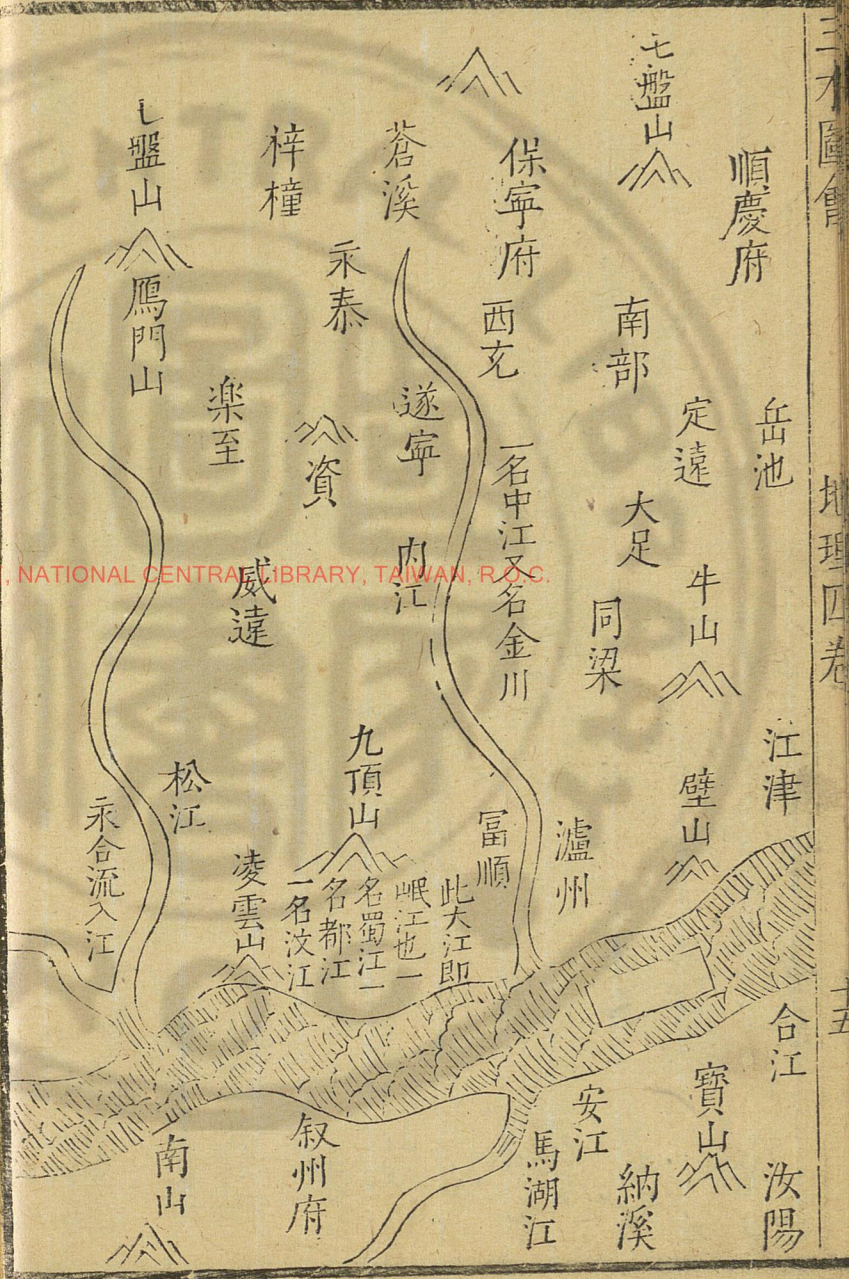 三才圖會
地理四卷
十五
順慶府
岳池
江津
合江
汝陽
七盤山
定遠
牛山
壁山
寶山
南部
大足
同梁
納溪
瀘州
安江
馬湖江
保寧府
西充
一名中江又名金川
冨順
此大江即
岷江也一
名蜀江一
名都江
一名汶江
蒼溪
遂寧
内江
永泰
資
九頂山
叙州府
梓橦
楽至
威遠
凌雲山
盤山
鴈門山
松江
南山
永合流入江
, NATIONAL CENTRAL LIBRARY, TAIWAN, R.O.C.